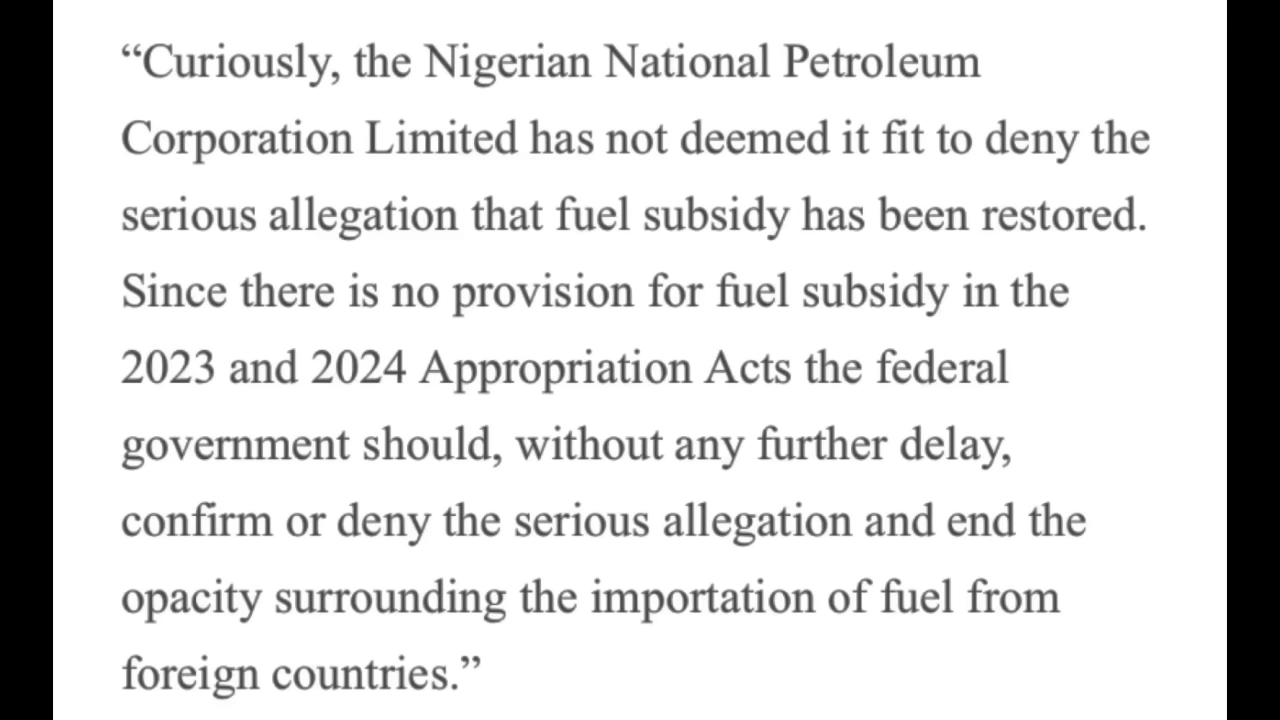 “Curiously, the Nigerian National Petroleum
Corporation Limited has not deemed it fit to deny the
serious allegation that fuel subsidy has been restored.
Since there is no provision for fuel subsidy in the
2023 and 2024 Appropriation Acts the federal
government should, without any further delay,
confirm or deny the serious allegation and end the
opacity surrounding the importation of fuel from
foreign countries.”